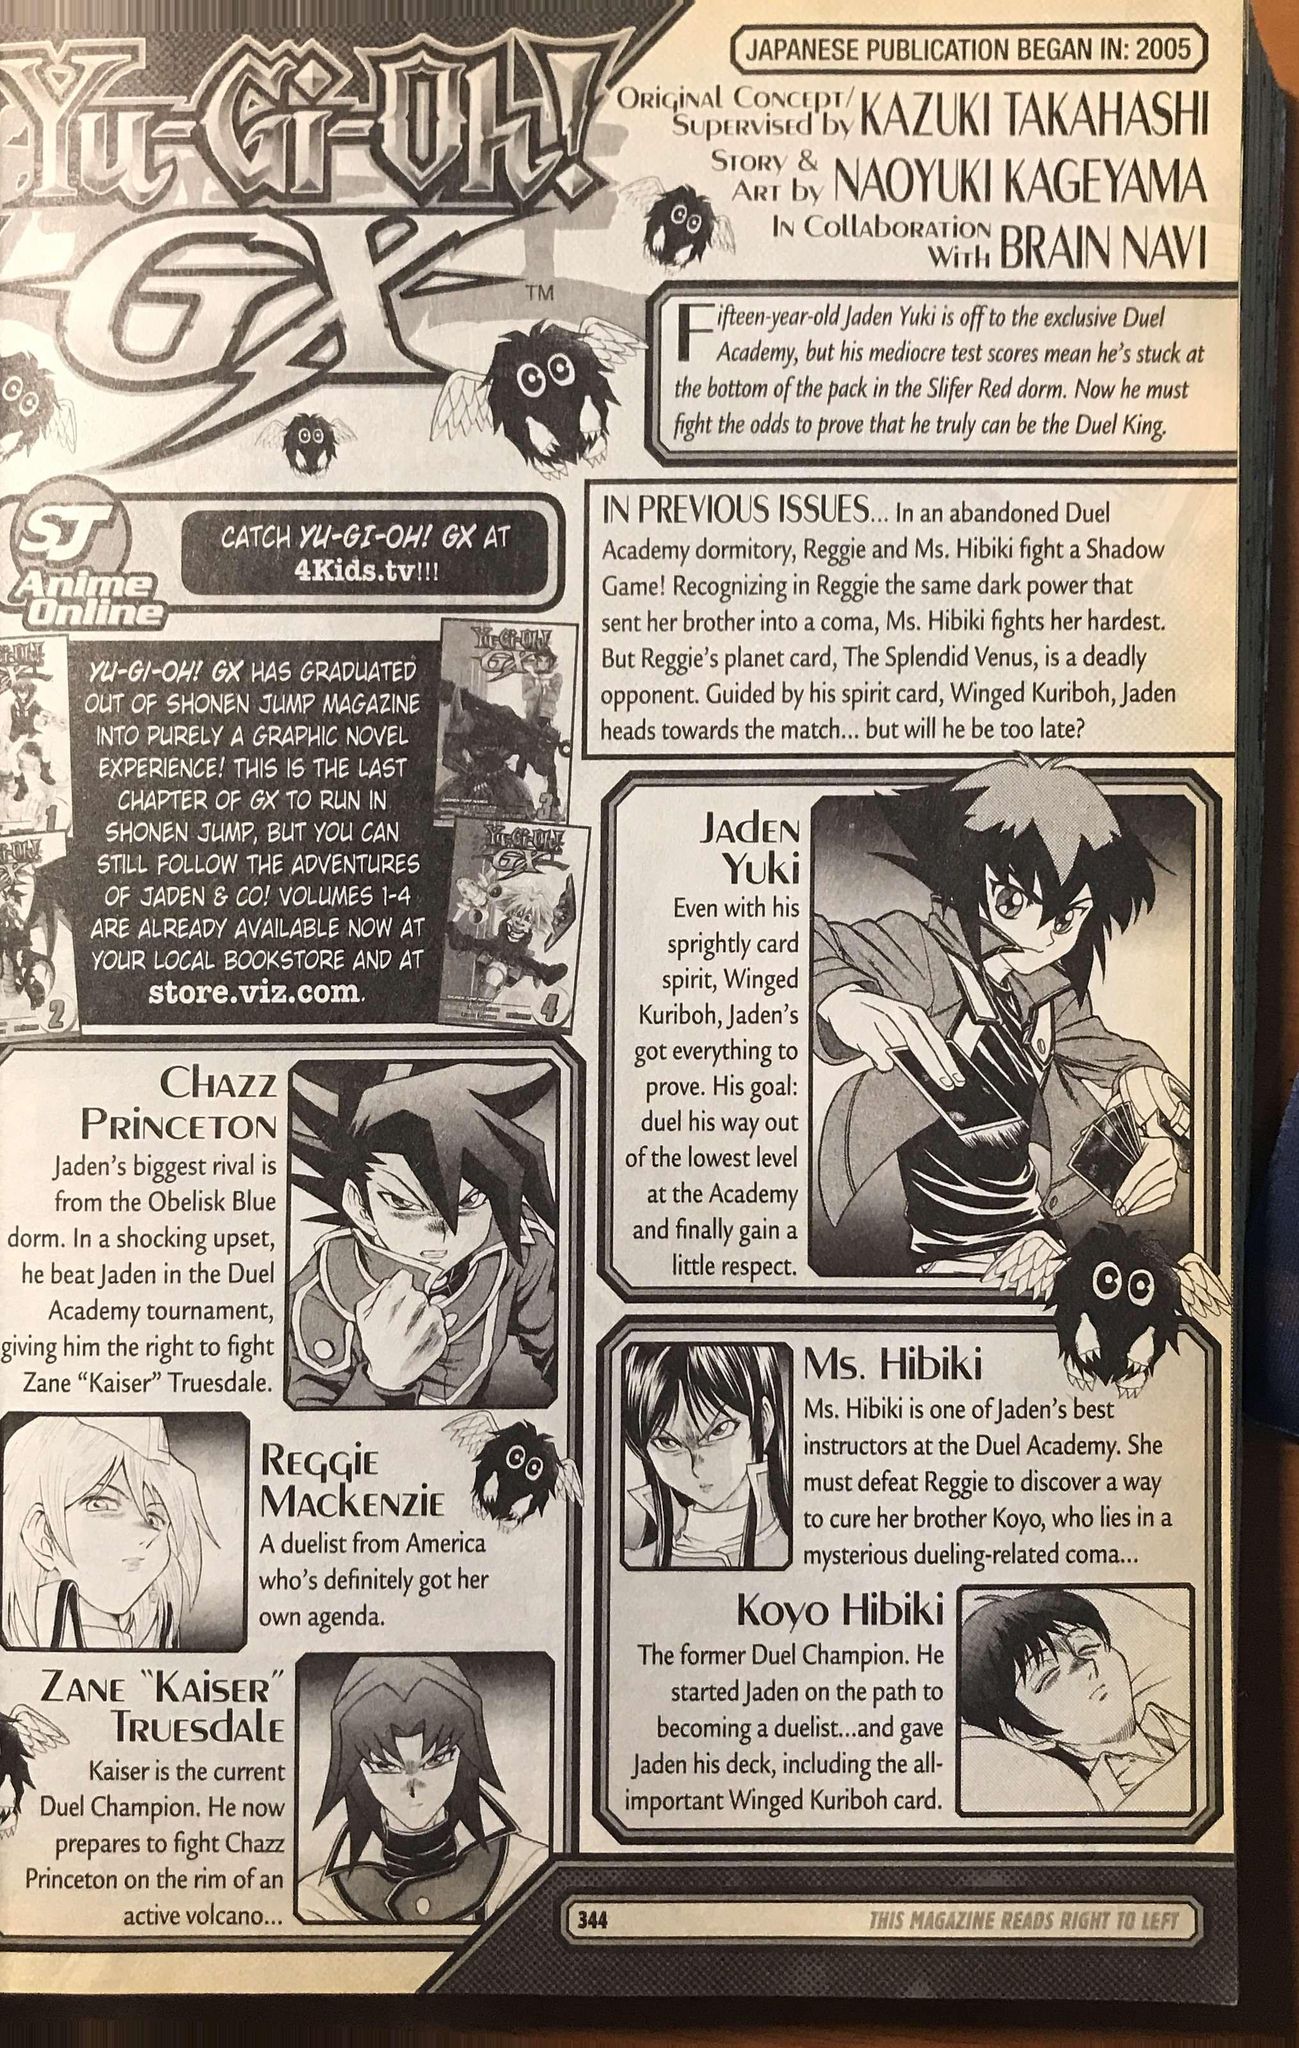 Yu-Gi-Oh!
GX
TM
JAPANESE PUBLICATION BEGAN IN: 2005
Original Concept/
Supervised by KAZUKI TAKAHASHI
Story &
Art by NAOYUKI KAGEYAMA
In Collaboration
With BRAIN NAVI
Fifteen-year-old Jaden Yuki is off to the exclusive Duel
Academy, but his mediocre test scores mean he's stuck at
the bottom of the pack in the Slifer Red dorm. Now he must
fight the odds to prove that he truly can be the Duel King.
SJ
Anime
Online
CATCH YU-GI-OH! GX AT
4Kids.tv!!!
IN PREVIOUS ISSUES... In an abandoned Duel
Academy dormitory, Reggie and Ms. Hibiki fight a Shadow
Game! Recognizing in Reggie the same dark power that
sent her brother into a coma, Ms. Hibiki fights her hardest.
But Reggie's planet card, The Splendid Venus, is a deadly
opponent. Guided by his spirit card, Winged Kuriboh, Jaden
heads towards the match... but will he be too late?
YU-GI-OH! GX HAS GRADUATED
OUT OF SHONEN JUMP MAGAZINE
INTO PURELY A GRAPHIC NOVEL
EXPERIENCE! THIS IS THE LAST
CHAPTER OF GX TO RUN IN
SHONEN JUMP, BUT YOU CAN
STILL FOLLOW THE ADVENTURES
OF JADEN & CO! VOLUMES 1-4
ARE ALREADY AVAILABLE NOW AT
YOUR LOCAL BOOKSTORE AND AT
store.viz.com.
1
2
Yu-Gi-Oh!
GX
3
Yu-Gi-Oh!
GX
4
Jaden
Yuki
Even with his
sprightly card
spirit, Winged
Kuriboh, Jaden's
got everything to
prove. His goal:
duel his way out
of the lowest level
at the Academy
and finally gain a
little respect.
Chazz
Princeton
Jaden's biggest rival is
from the Obelisk Blue
dorm. In a shocking upset,
he beat Jaden in the Duel
Academy tournament,
giving him the right to fight
Zane "Kaiser" Truesdale.
Ms. Hibiki
Ms. Hibiki is one of Jaden's best
instructors at the Duel Academy. She
must defeat Reggie to discover a way
to cure her brother Koyo, who lies in a
mysterious dueling-related coma...
Reggie
Mackenzie
A duelist from America
who's definitely got her
own agenda.
Koyo Hibiki
The former Duel Champion. He
started Jaden on the path to
becoming a duelist...and gave
Jaden his deck, including the all-
important Winged Kuriboh card.
Zane "Kaiser"
Truesdale
Kaiser is the current
Duel Champion. He now
prepares to fight Chazz
Princeton on the rim of an
active volcano...
344
THIS MAGAZINE READS RIGHT TO LEFT